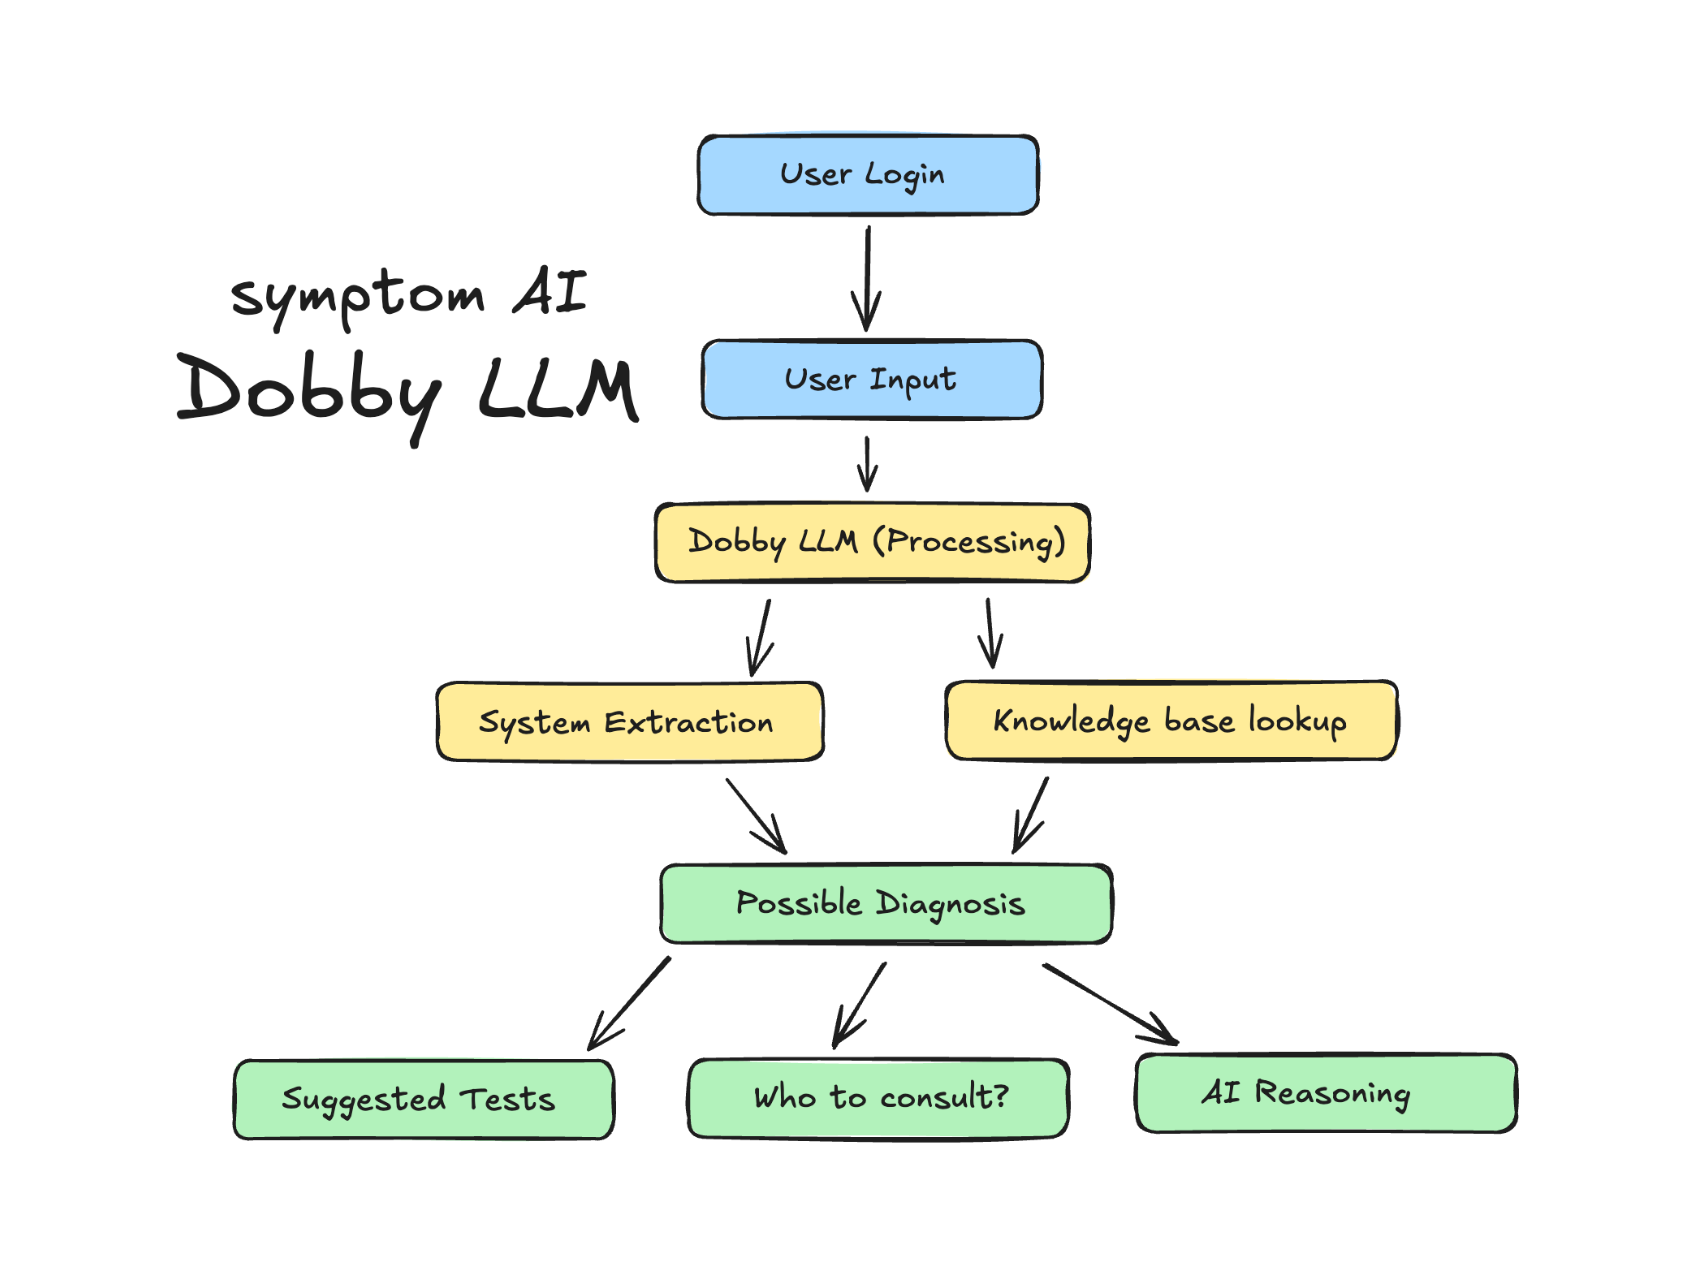 User Login
symptom AI
Dobby LLM
User Input
Dobby LLM (Processing)
System Extraction
Knowledge base lookup
Possible Diagnosis
Suggested Tests
Who to consult?
AI Reasoning